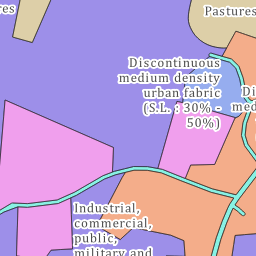 Pastures
Discontinuous
medium density
urban fabric
(S.L. : 30% -
50%)
Industrial,
commercial,
public,
military and